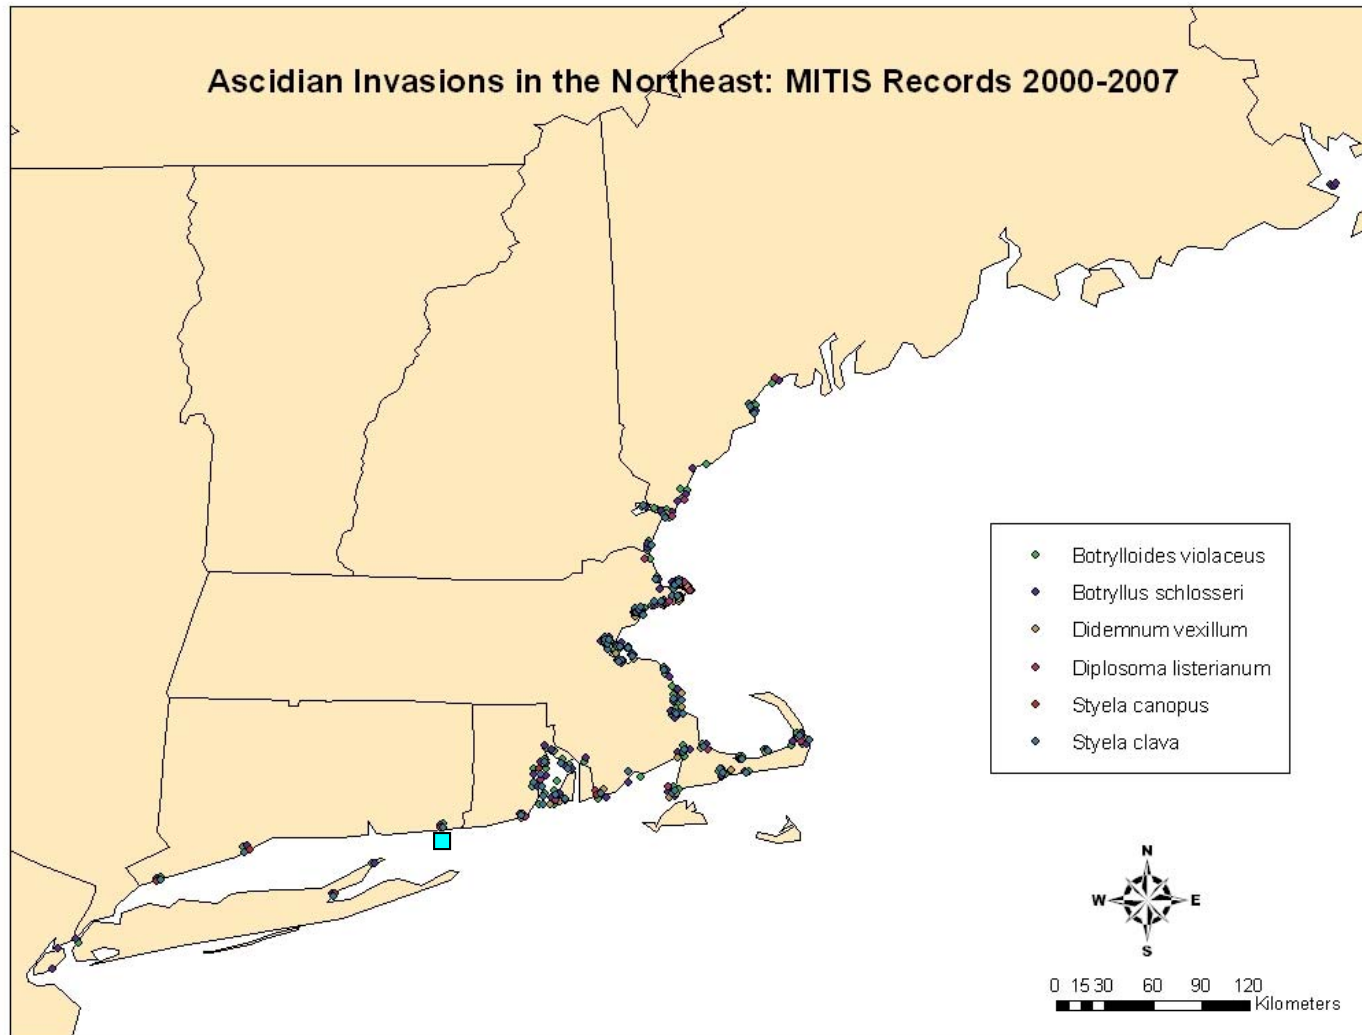 Ascidian Invasions in the Northeast: MITIS Records 2000-2007
Botrylloides violaceus
Botryllus schlosseri
Didemnum vexillum
Diplosoma listerianum
Styela canopus
Styela clava
N
W E
S
0 15 30 60 90 120
Kilometers